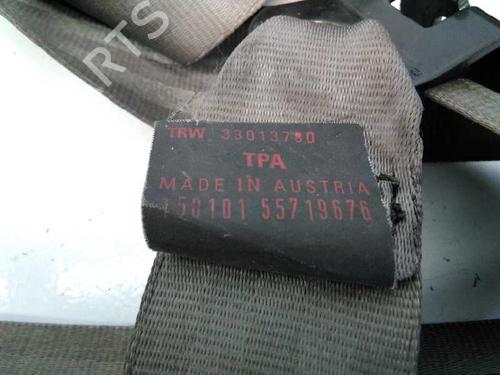 RTS
TRW 33013780
TPA
MADE IN AUSTRIA
150101 55719676